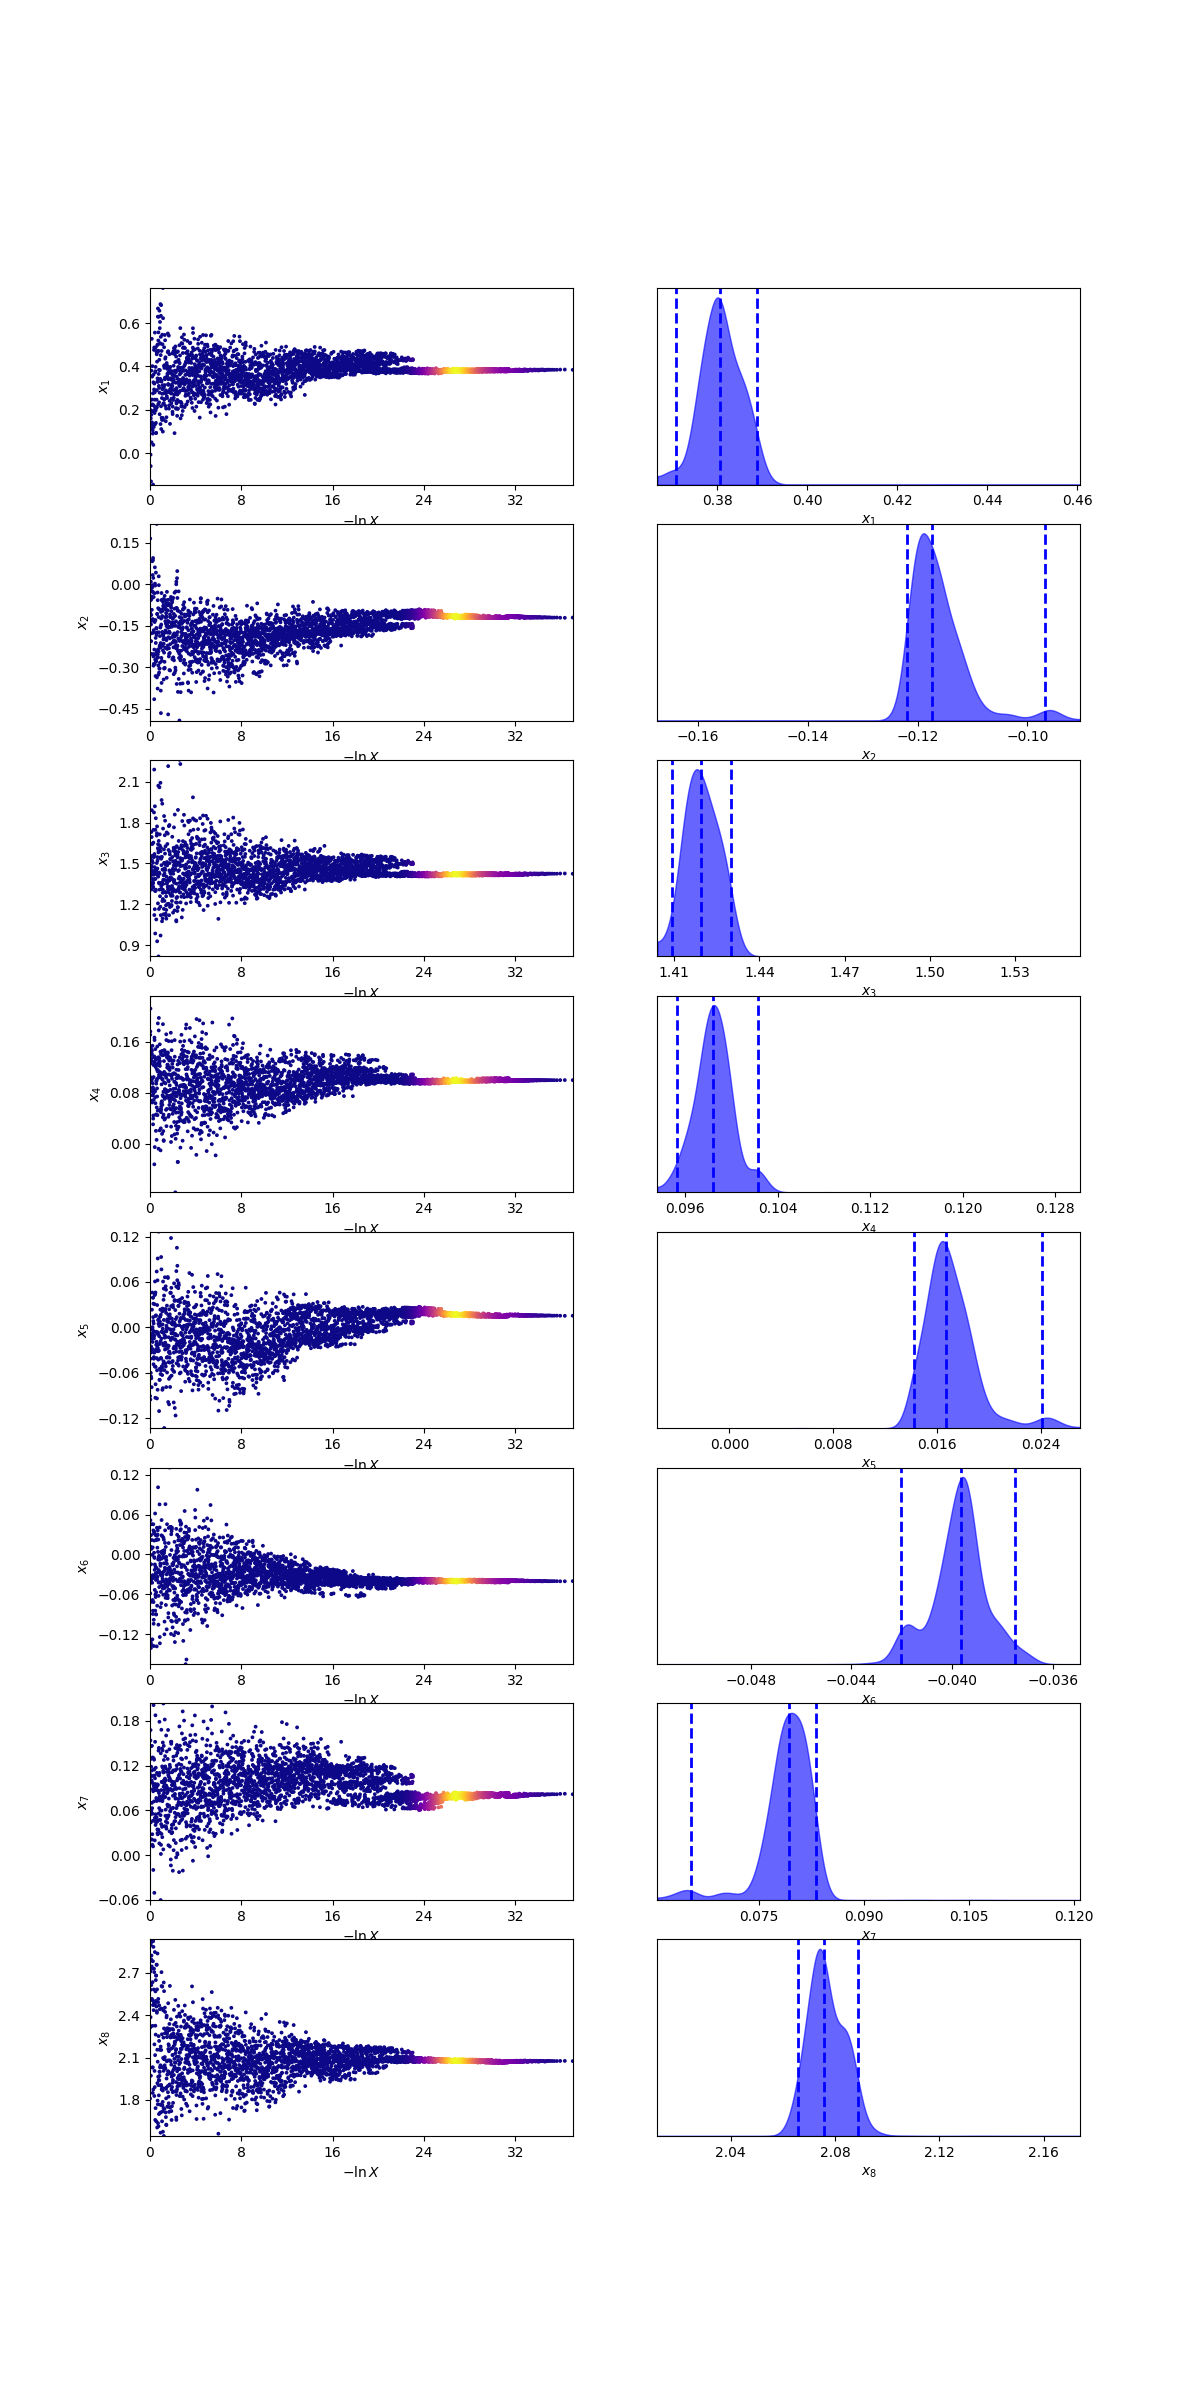 0.6
0.4
0.2
0.0
x₁
0 8 16 24 32
−ln X
0.38 0.40 0.42 0.44 0.46
x₁
0.15
0.00
−0.15
−0.30
−0.45
x₂
0 8 16 24 32
−ln X
−0.16 −0.14 −0.12 −0.10
x₂
2.1
1.8
1.5
1.2
0.9
x₃
0 8 16 24 32
−ln X
1.41 1.44 1.47 1.50 1.53
x₃
0.16
0.08
0.00
x₄
0 8 16 24 32
−ln X
0.096 0.104 0.112 0.120 0.128
x₄
0.12
0.06
0.00
−0.06
−0.12
x₅
0 8 16 24 32
−ln X
0.000 0.008 0.016 0.024
x₅
0.12
0.06
0.00
−0.06
−0.12
x₆
0 8 16 24 32
−ln X
−0.048 −0.044 −0.040 −0.036
x₆
0.18
0.12
0.06
0.00
−0.06
x₇
0 8 16 24 32
−ln X
0.075 0.090 0.105 0.120
x₇
2.7
2.4
2.1
1.8
x₈
0 8 16 24 32
−ln X
2.04 2.08 2.12 2.16
x₈